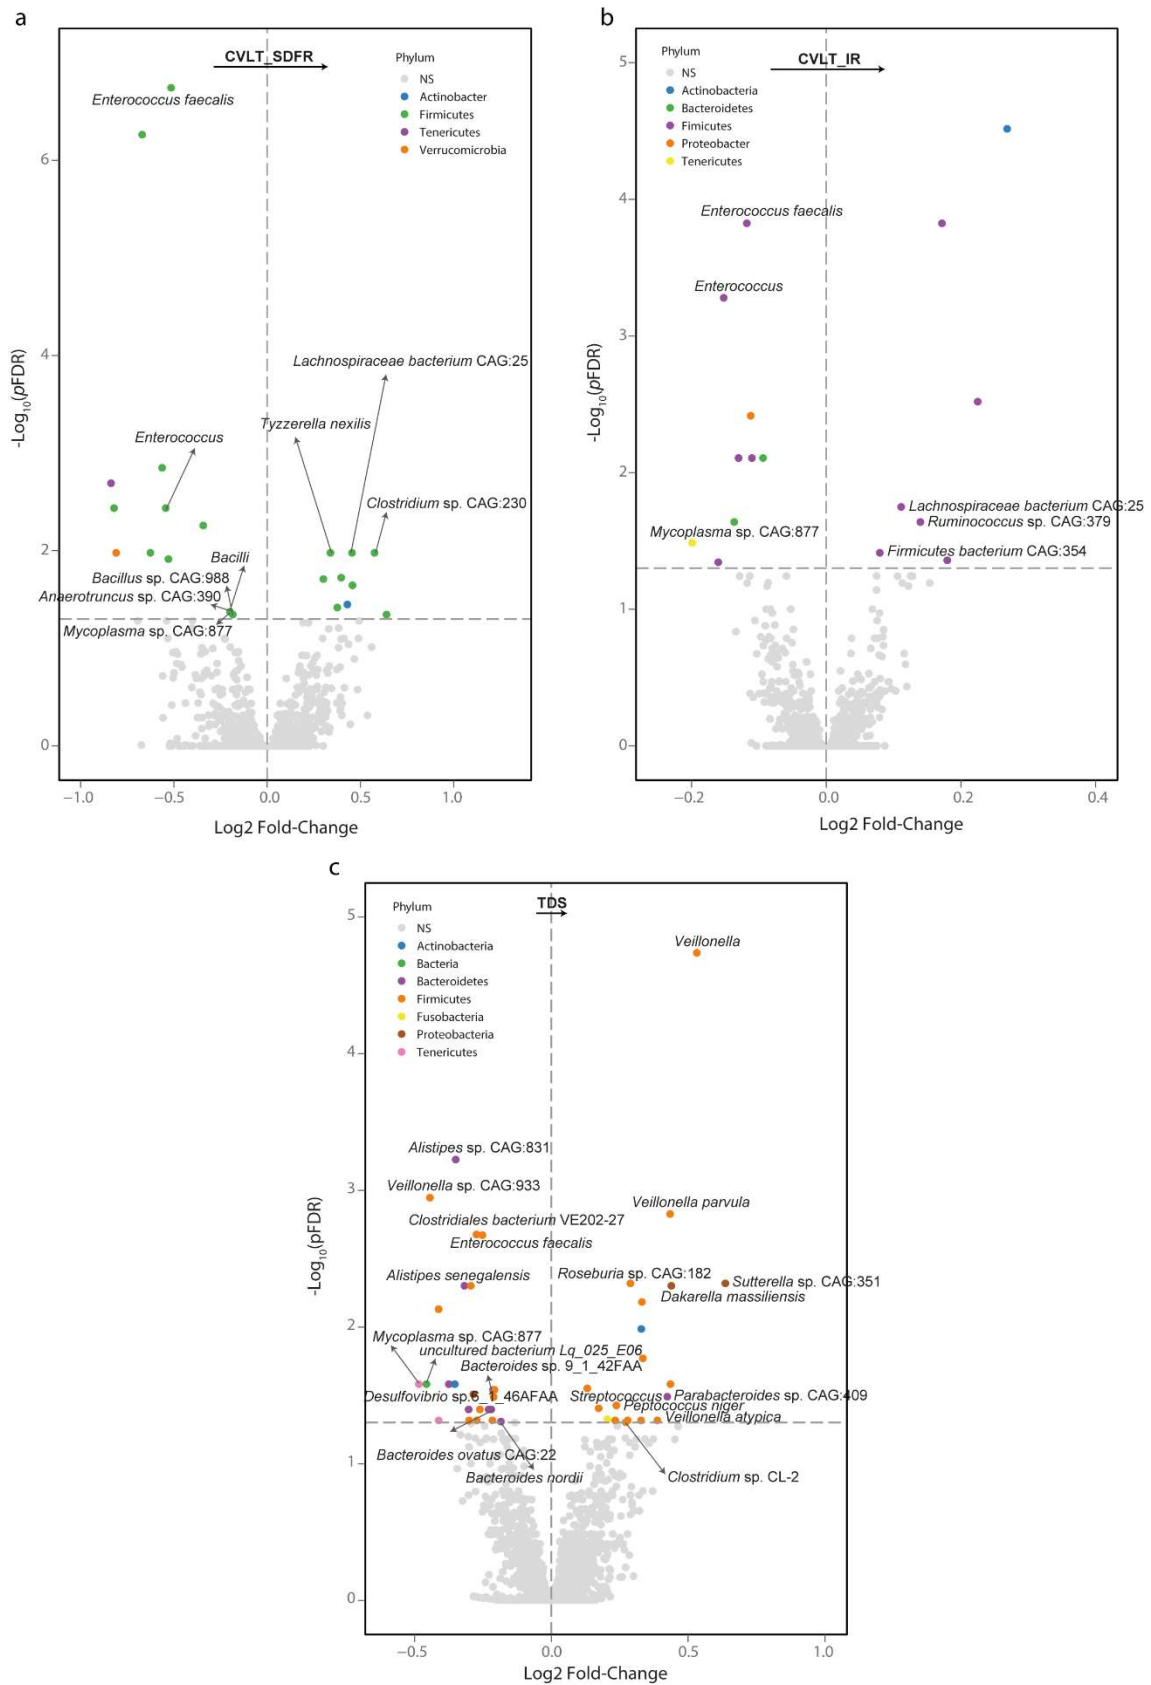 a
CVLT_SDFR
Phylum
NS
Actinobacter
Firmicutes
Tenericutes
Verrucomicrobia
Enterococcus faecalis
Lachnospiraceae bacterium CAG:25
Tyzzerella nexilis
Enterococcus
Clostridium sp. CAG:230
Bacilli
Bacillus sp. CAG:988
Anaerotruncus sp. CAG:390
Mycoplasma sp. CAG:877
6
4
2
0
-Log10(pFDR)
−1.0 −0.5 0.0 0.5 1.0
Log2 Fold-Change
b
CVLT_IR
Phylum
NS
Actinobacteria
Bacteroidetes
Fimicutes
Proteobacter
Tenericutes
Enterococcus faecalis
Enterococcus
Lachnospiraceae bacterium CAG:25
Ruminococcus sp. CAG:379
Mycoplasma sp. CAG:877
Firmicutes bacterium CAG:354
5
4
3
2
1
0
-Log10(pFDR)
−0.2 0.0 0.2 0.4
Log2 Fold-Change
c
TDS
Phylum
NS
Actinobacteria
Bacteria
Bacteroidetes
Firmicutes
Fusobacteria
Proteobacteria
Tenericutes
Veillonella
Alistipes sp. CAG:831
Veillonella sp. CAG:933
Veillonella parvula
Clostridiales bacterium VE202-27
Enterococcus faecalis
Roseburia sp. CAG:182
Alistipes senegalensis
Sutterella sp. CAG:351
Dakarella massiliensis
Mycoplasma sp. CAG:877
uncultured bacterium Lq_025_E06
Bacteroides sp. 9_1_42FAA
Desulfovibrio sp.6_1_46AFAA
Streptococcus
Parabacteroides sp. CAG:409
Peptococcus niger
Veillonella atypica
Bacteroides ovatus CAG:22
Bacteroides nordii
Clostridium sp. CL-2
5
4
3
2
1
0
-Log10(pFDR)
−0.5 0.0 0.5 1.0
Log2 Fold-Change